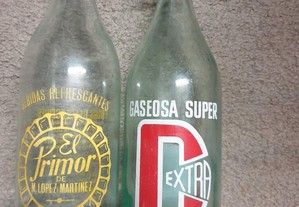 BEBIDAS REFRESCANTES
El
Primor
DE
M. LOPEZ MARTINEZ
GASEOSA SUPER
C
EXTRA